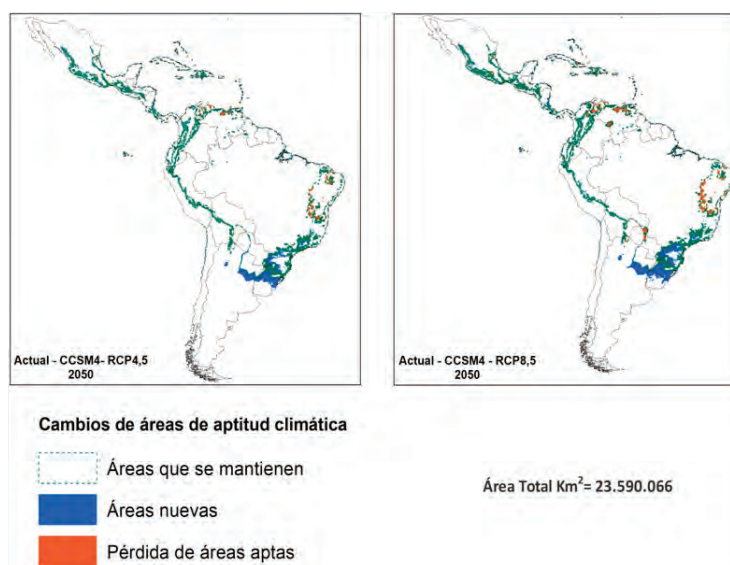 Actual - CCSM4- RCP4,5
2050
Actual - CCSM4 - RCP8,5
2050
Cambios de áreas de aptitud climática
Áreas que se mantienen
Áreas nuevas
Pérdida de áreas aptas
Área Total Km²= 23.590.066